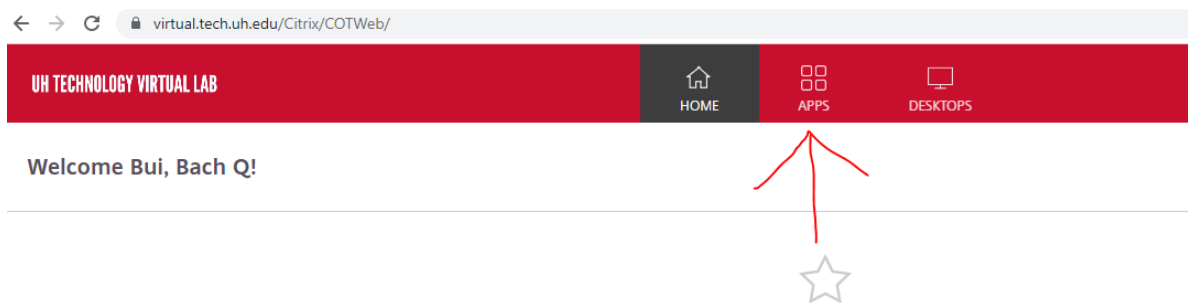 virtual.tech.uh.edu/Citrix/COTWeb/
UH TECHNOLOGY VIRTUAL LAB
HOME
APPS
DESKTOPS
Welcome Bui, Bach Q!